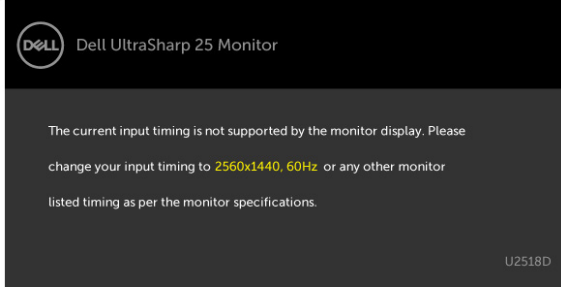 DELL
Dell UltraSharp 25 Monitor
The current input timing is not supported by the monitor display. Please
change your input timing to 2560x1440, 60Hz or any other monitor
listed timing as per the monitor specifications.
U2518D